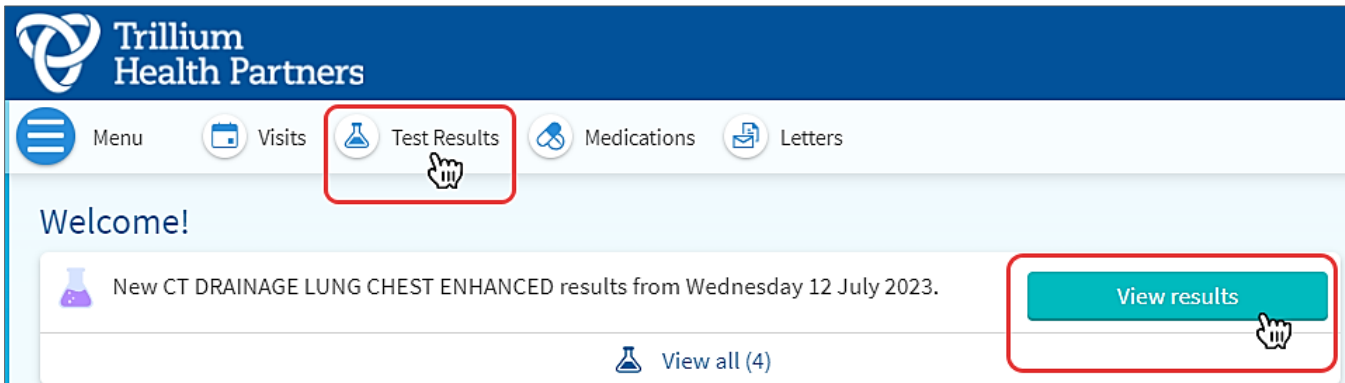 Trillium
Health Partners
Menu Visits Test Results Medications Letters
Welcome!
New CT DRAINAGE LUNG CHEST ENHANCED results from Wednesday 12 July 2023. View results
View all (4)